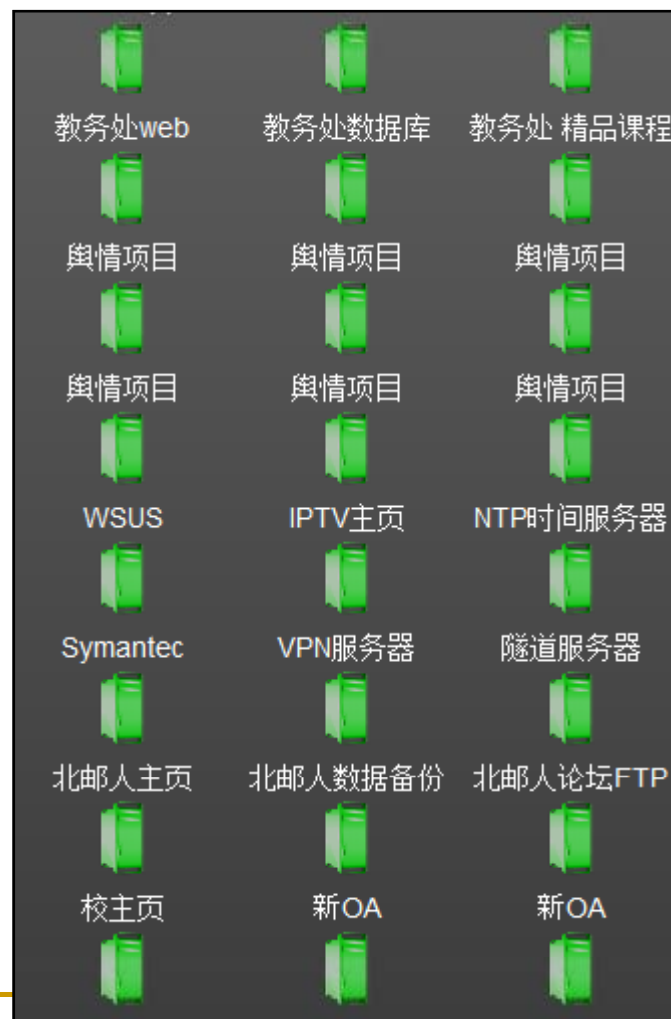 教务处web 教务处数据库 教务处 精品课程
舆情项目 舆情项目 舆情项目
舆情项目 舆情项目 舆情项目
WSUS IPTV主页 NTP时间服务器
Symantec VPN服务器 隧道服务器
北邮人主页 北邮人数据备份 北邮人论坛FTP
校主页 新OA 新OA